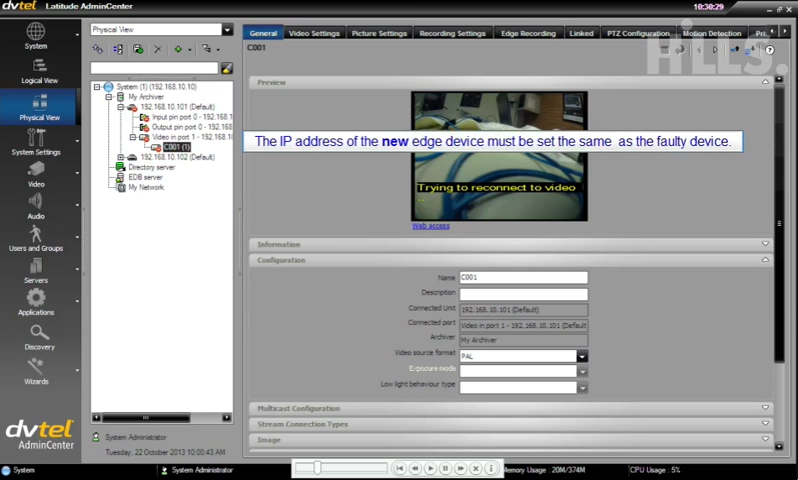 dvtel Latitude AdminCenter
10:30:29
System
Logical View
Physical View
System Settings
Video
Audio
Users and Groups
Servers
Applications
Discovery
Wizards
dvtel
AdminCenter
Physical View
System (1) (192.168.10.10)
My Archiver
192.168.10.101 (Default)
Input pin port 0 - 192.168.1
Output pin port 0 - 192.168
Video in port 1 - 192.168.10
C001 (1)
192.168.10.102 (Default)
Directory server
EDB server
My Network
System Administrator
Tuesday, 22 October 2013 10:00:43 AM
General Video Settings Picture Settings Recording Settings Edge Recording Linked PTZ Configuration Motion Detection Pri
C001
HILLS.
Preview
The IP address of the new edge device must be set the same as the faulty device.
Trying to reconnect to video
..
Web access
Information
Configuration
Name C001
Description
Connected Unit 192.168.10.101 (Default)
Connected port Video in port 1 - 192.168.10.101 (Default
Archiver My Archiver
Video source format PAL
Exposure mode
Low light behaviour type
Multicast Configuration
Stream Connection Types
Image
System System Administrator Memory Usage : 20M/374M CPU Usage : 5%